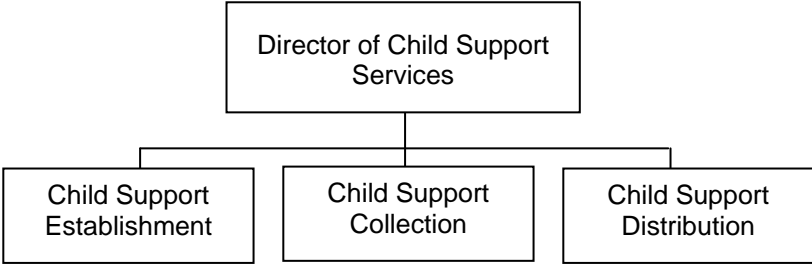 Director of Child Support
Services
Child Support
Establishment
Child Support
Collection
Child Support
Distribution